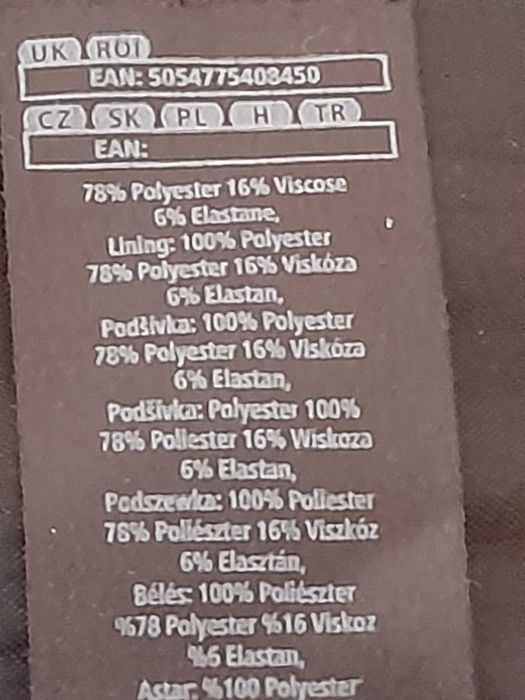 UK ROI
EAN: 5054775408450
CZ SK PL H TR
EAN:
78% Polyester 16% Viscose
6% Elastane,
Lining: 100% Polyester
78% Polyester 16% Viskóza
6% Elastan,
Podšívka: 100% Polyester
78% Polyester 16% Viskóza
6% Elastan,
Podšívka: Polyester 100%
78% Poliester 16% Wiskoza
6% Elastan,
Podszewka: 100% Poliester
78% Poliészter 16% Viszkóz
6% Elasztán,
Bélés: 100% Poliészter
%78 Polyester %16 Viskoz
%6 Elastan,
Astar: %100 Polyester